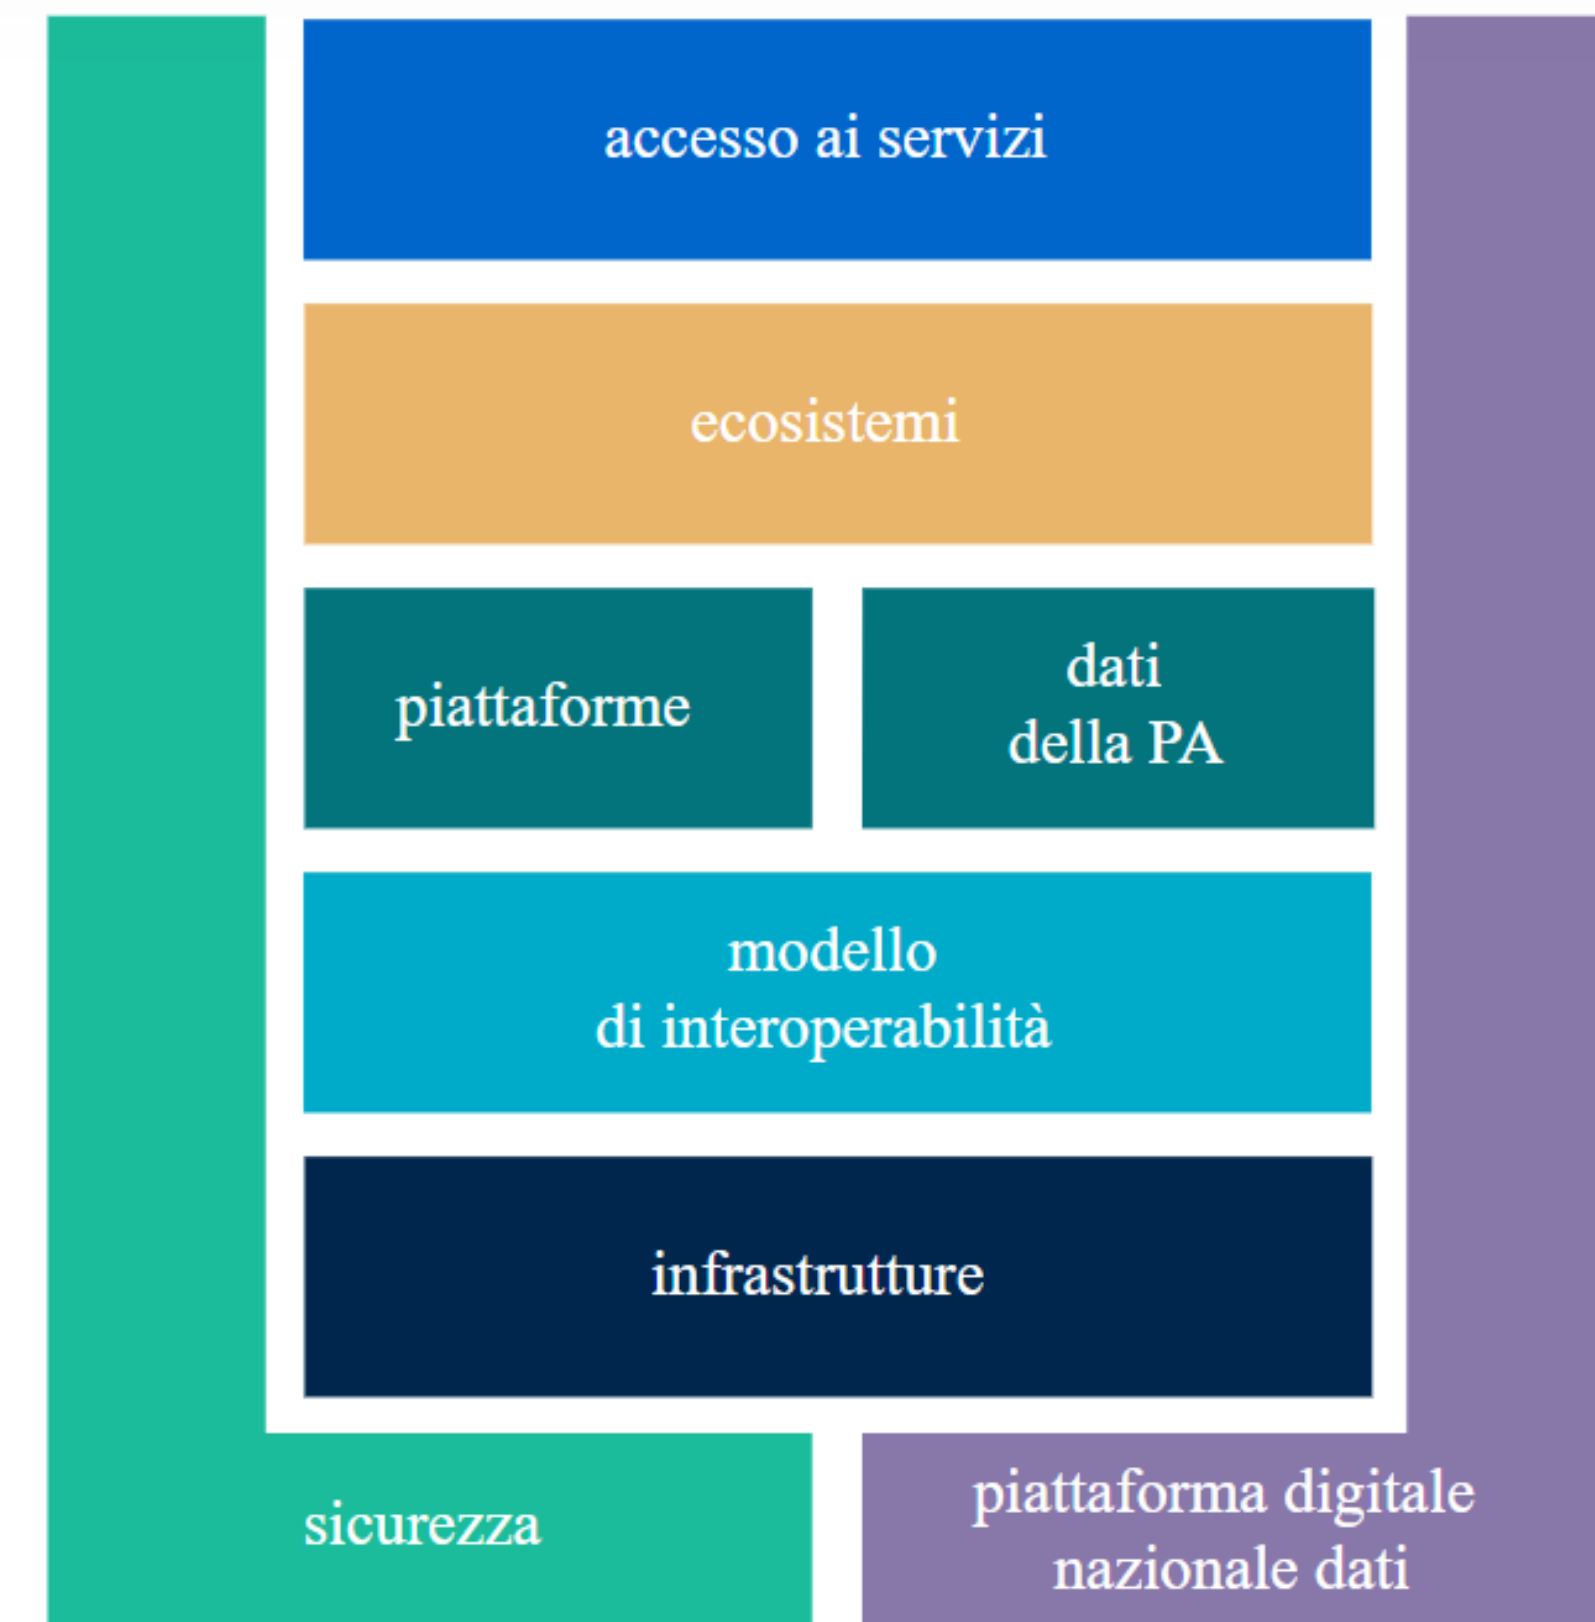 accesso ai servizi
ecosistemi
piattaforme
dati
della PA
modello
di interoperabilità
infrastrutture
sicurezza
piattaforma digitale
nazionale dati